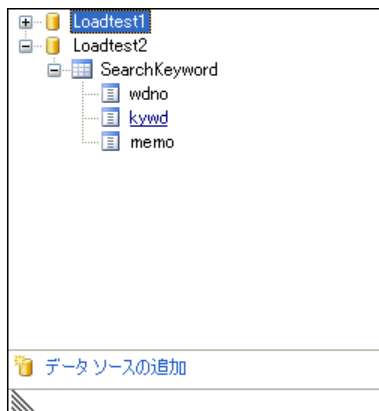 Loadtest1
Loadtest2
SearchKeyword
wdno
kywd
memo
データ ソースの追加